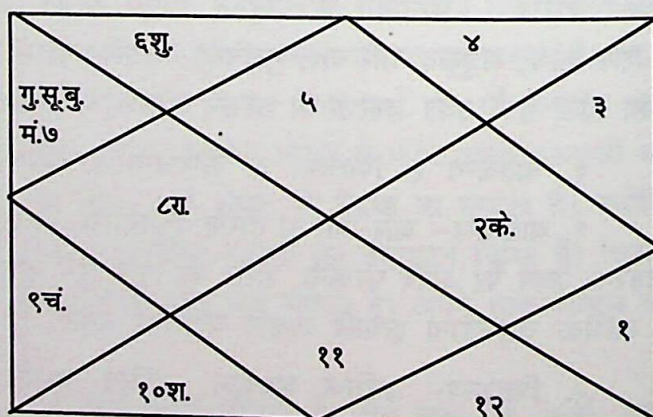 ६शु.
४
गु.सू.बु.
मं.७
५
३
८रा.
२के.
९चं.
१
११
१०श.
१२